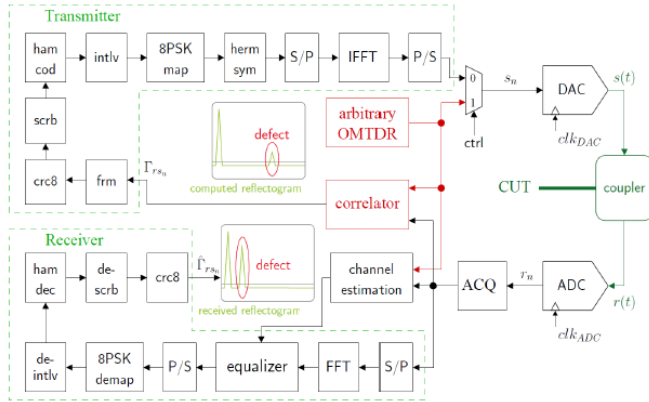 Transmitter
ham
cod
intlv
8PSK
map
herm
sym
S/P
IFFT
P/S
0
1
s_n
DAC
s(t)
ctrl
clk_DAC
scrb
arbitrary
OMTDR
defect
computed reflectogram
crc8
frm
Γ_rs_n
correlator
CUT
coupler
Receiver
ham
dec
de-
scrb
crc8
Γ̂_rs_n
defect
received reflectogram
channel
estimation
ACQ
r_n
ADC
r(t)
clk_ADC
de-
intlv
8PSK
demap
P/S
equalizer
FFT
S/P